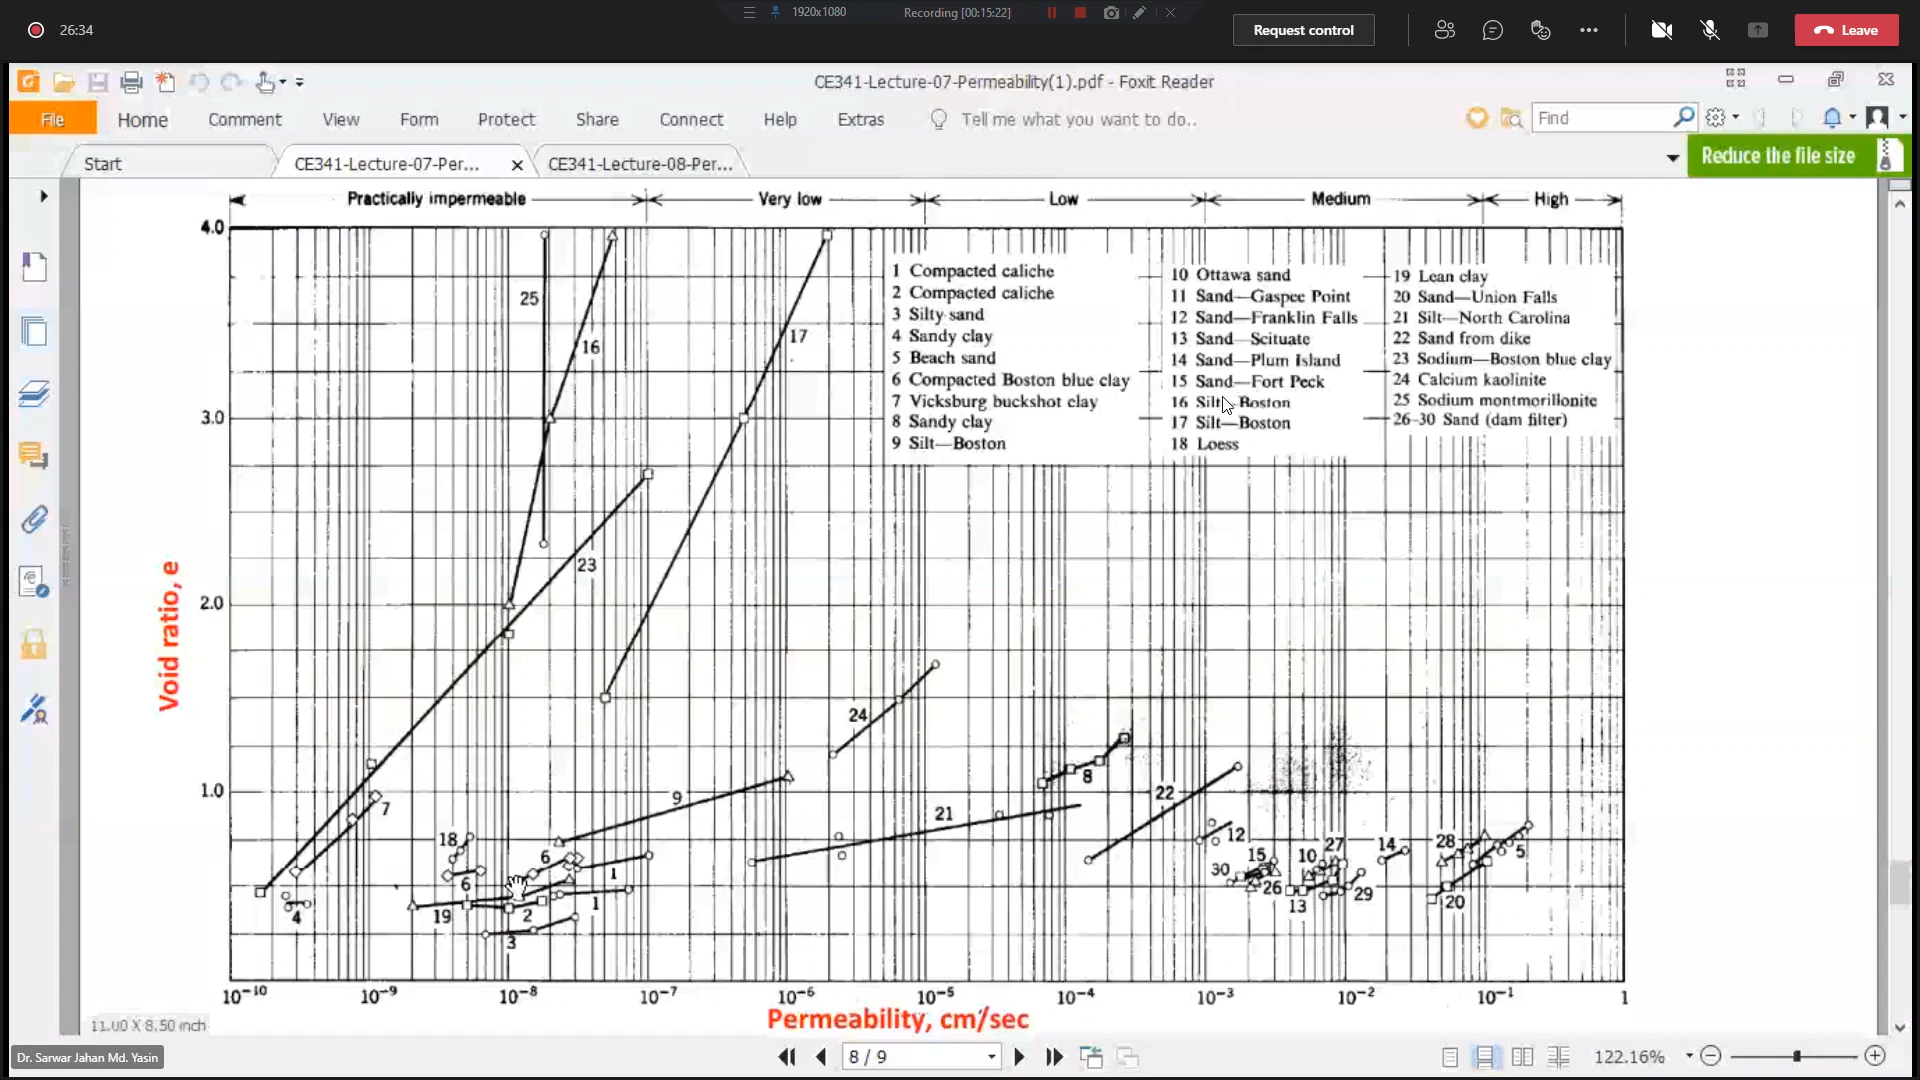 26:34
1920x1080
Recording [00:15:22]
Request control
Leave
CE341-Lecture-07-Permeability(1).pdf - Foxit Reader
File
Home
Comment
View
Form
Protect
Share
Connect
Help
Extras
Tell me what you want to do..
Find
Start
CE341-Lecture-07-Per...
CE341-Lecture-08-Per...
Reduce the file size
Practically impermeable
Very low
Low
Medium
High
4.0
3.0
2.0
1.0
Void ratio, e
1 Compacted caliche
2 Compacted caliche
3 Silty sand
4 Sandy clay
5 Beach sand
6 Compacted Boston blue clay
7 Vicksburg buckshot clay
8 Sandy clay
9 Silt—Boston
10 Ottawa sand
11 Sand—Gaspee Point
12 Sand—Franklin Falls
13 Sand—Scituate
14 Sand—Plum Island
15 Sand—Fort Peck
16 Silt—Boston
17 Silt—Boston
18 Loess
19 Lean clay
20 Sand—Union Falls
21 Silt—North Carolina
22 Sand from dike
23 Sodium—Boston blue clay
24 Calcium kaolinite
25 Sodium montmorillonite
26-30 Sand (dam filter)
25
16
17
23
24
8
22
9
21
7
18
6
6
1
1
4
19
2
3
12
27
14
28
5
15
10
30
26
29
13
20
10⁻¹⁰
10⁻⁹
10⁻⁸
10⁻⁷
10⁻⁶
10⁻⁵
10⁻⁴
10⁻³
10⁻²
10⁻¹
1
Permeability, cm/sec
11.00 X 8.50 inch
Dr. Sarwar Jahan Md. Yasin
8 / 9
122.16%